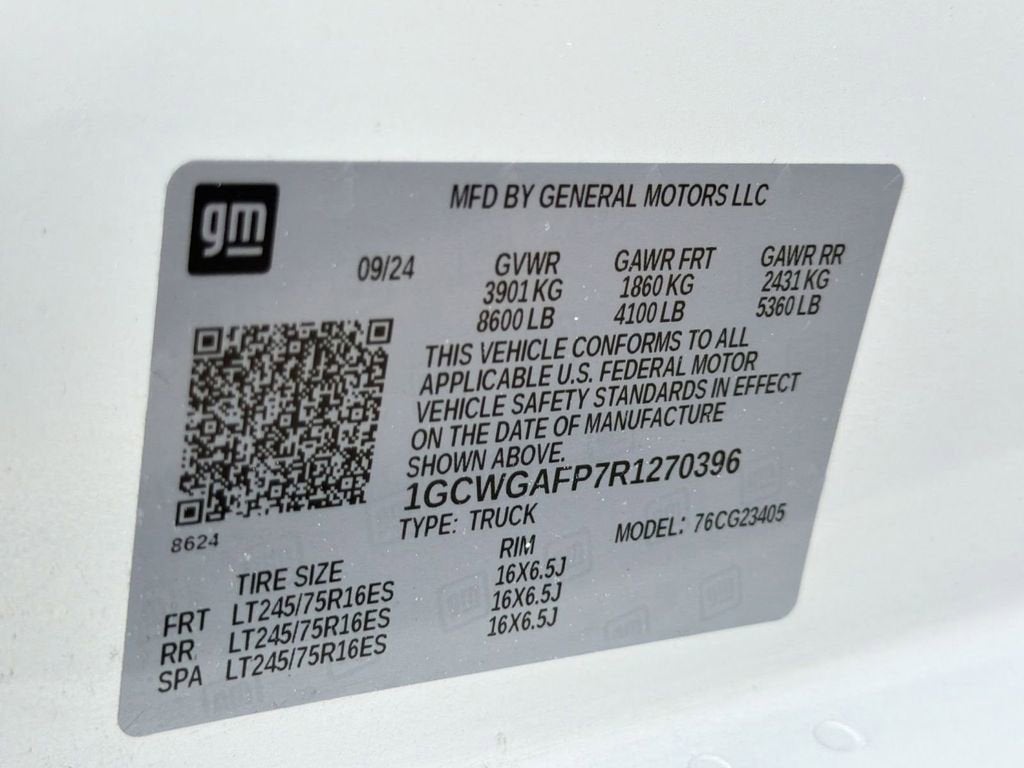 gm
MFD BY GENERAL MOTORS LLC
09/24 GVWR GAWR FRT GAWR RR
3901 KG 1860 KG 2431 KG
8600 LB 4100 LB 5360 LB
THIS VEHICLE CONFORMS TO ALL
APPLICABLE U.S. FEDERAL MOTOR
VEHICLE SAFETY STANDARDS IN EFFECT
ON THE DATE OF MANUFACTURE
SHOWN ABOVE.
1GCWGAFP7R1270396
8624
TYPE: TRUCK MODEL: 76CG23405
TIRE SIZE RIM
FRT LT245/75R16ES 16X6.5J
RR LT245/75R16ES 16X6.5J
SPA LT245/75R16ES 16X6.5J